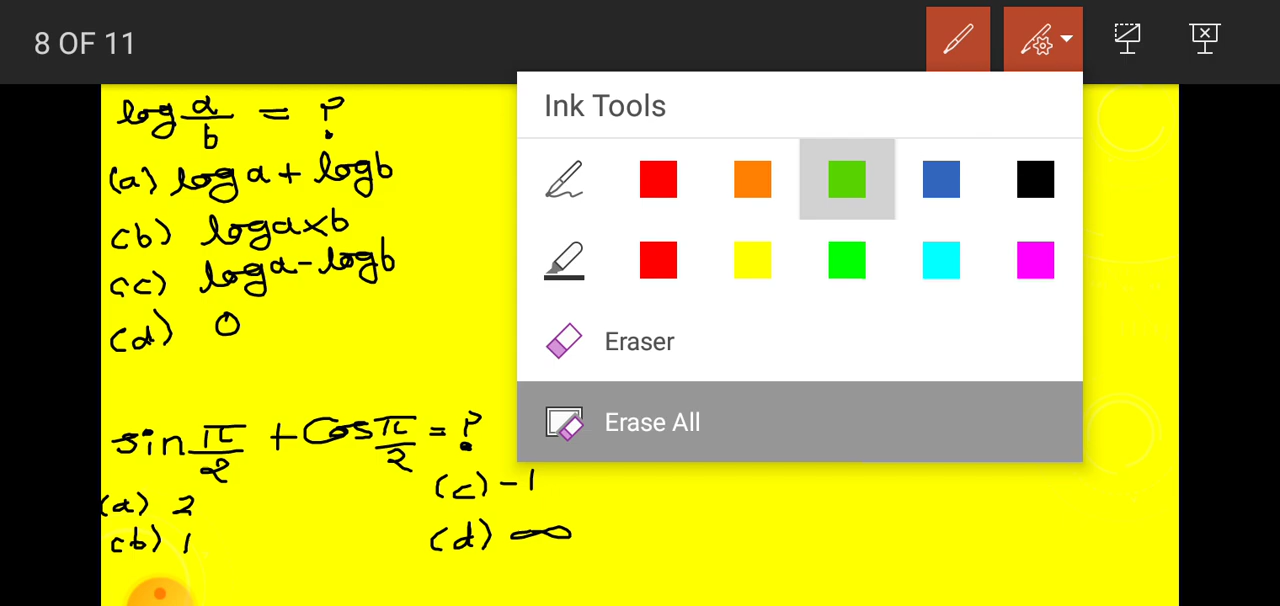 8 OF 11
Ink Tools
Eraser
Erase All
log a/b = ?
(a) log a + log b
(b) log a × b
(c) log a - log b
(d) 0
sin π/2 + Cos π/2 = ?
(a) 2
(b) 1
(c) -1
(d) ∞